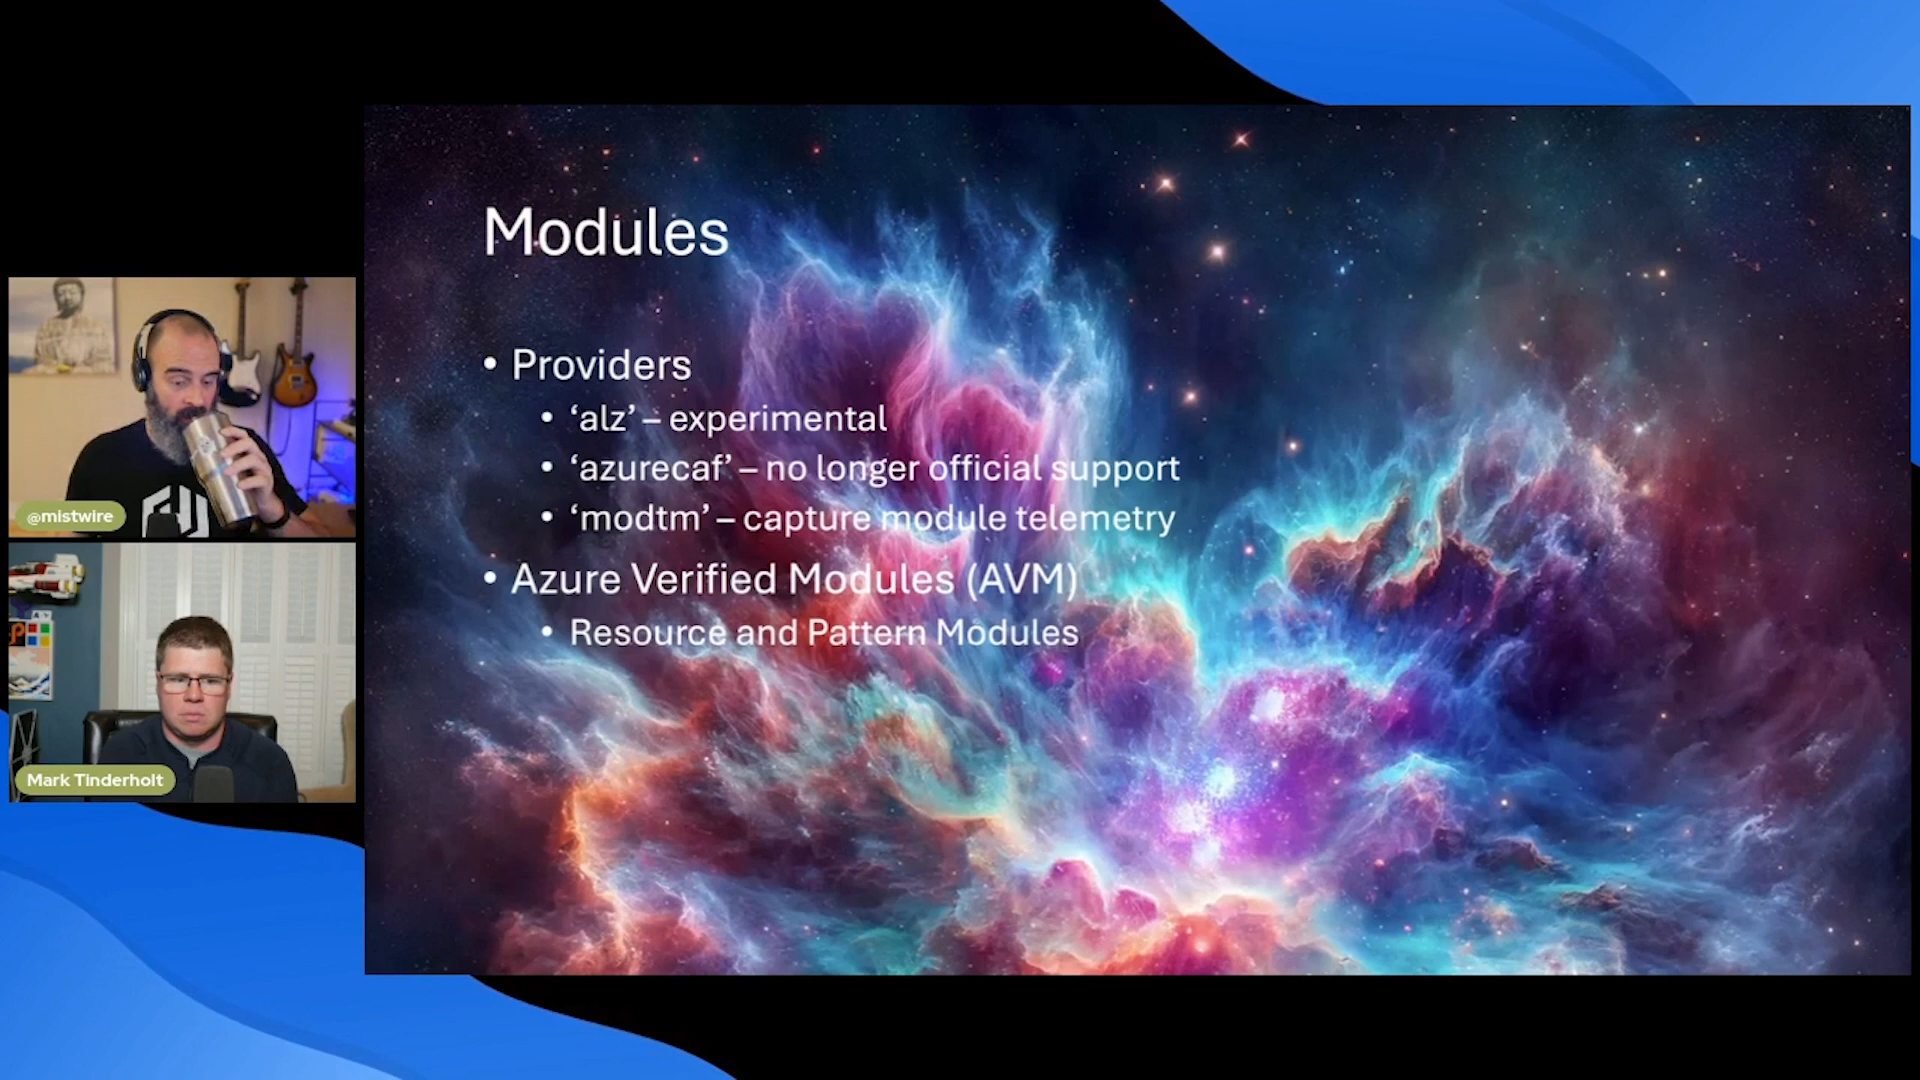 Modules
• Providers
• ‘alz’ – experimental
• ‘azurecaf’ – no longer official support
• ‘modtm’ – capture module telemetry
• Azure Verified Modules (AVM)
• Resource and Pattern Modules
@mistwire
Mark Tinderholt